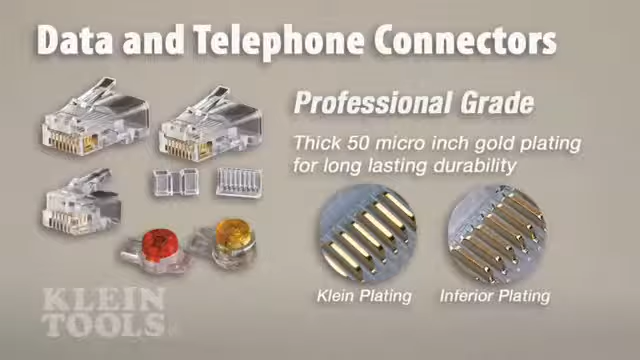 Data and Telephone Connectors
Professional Grade
Thick 50 micro inch gold plating
for long lasting durability
Klein Plating
Inferior Plating
KLEIN
TOOLS